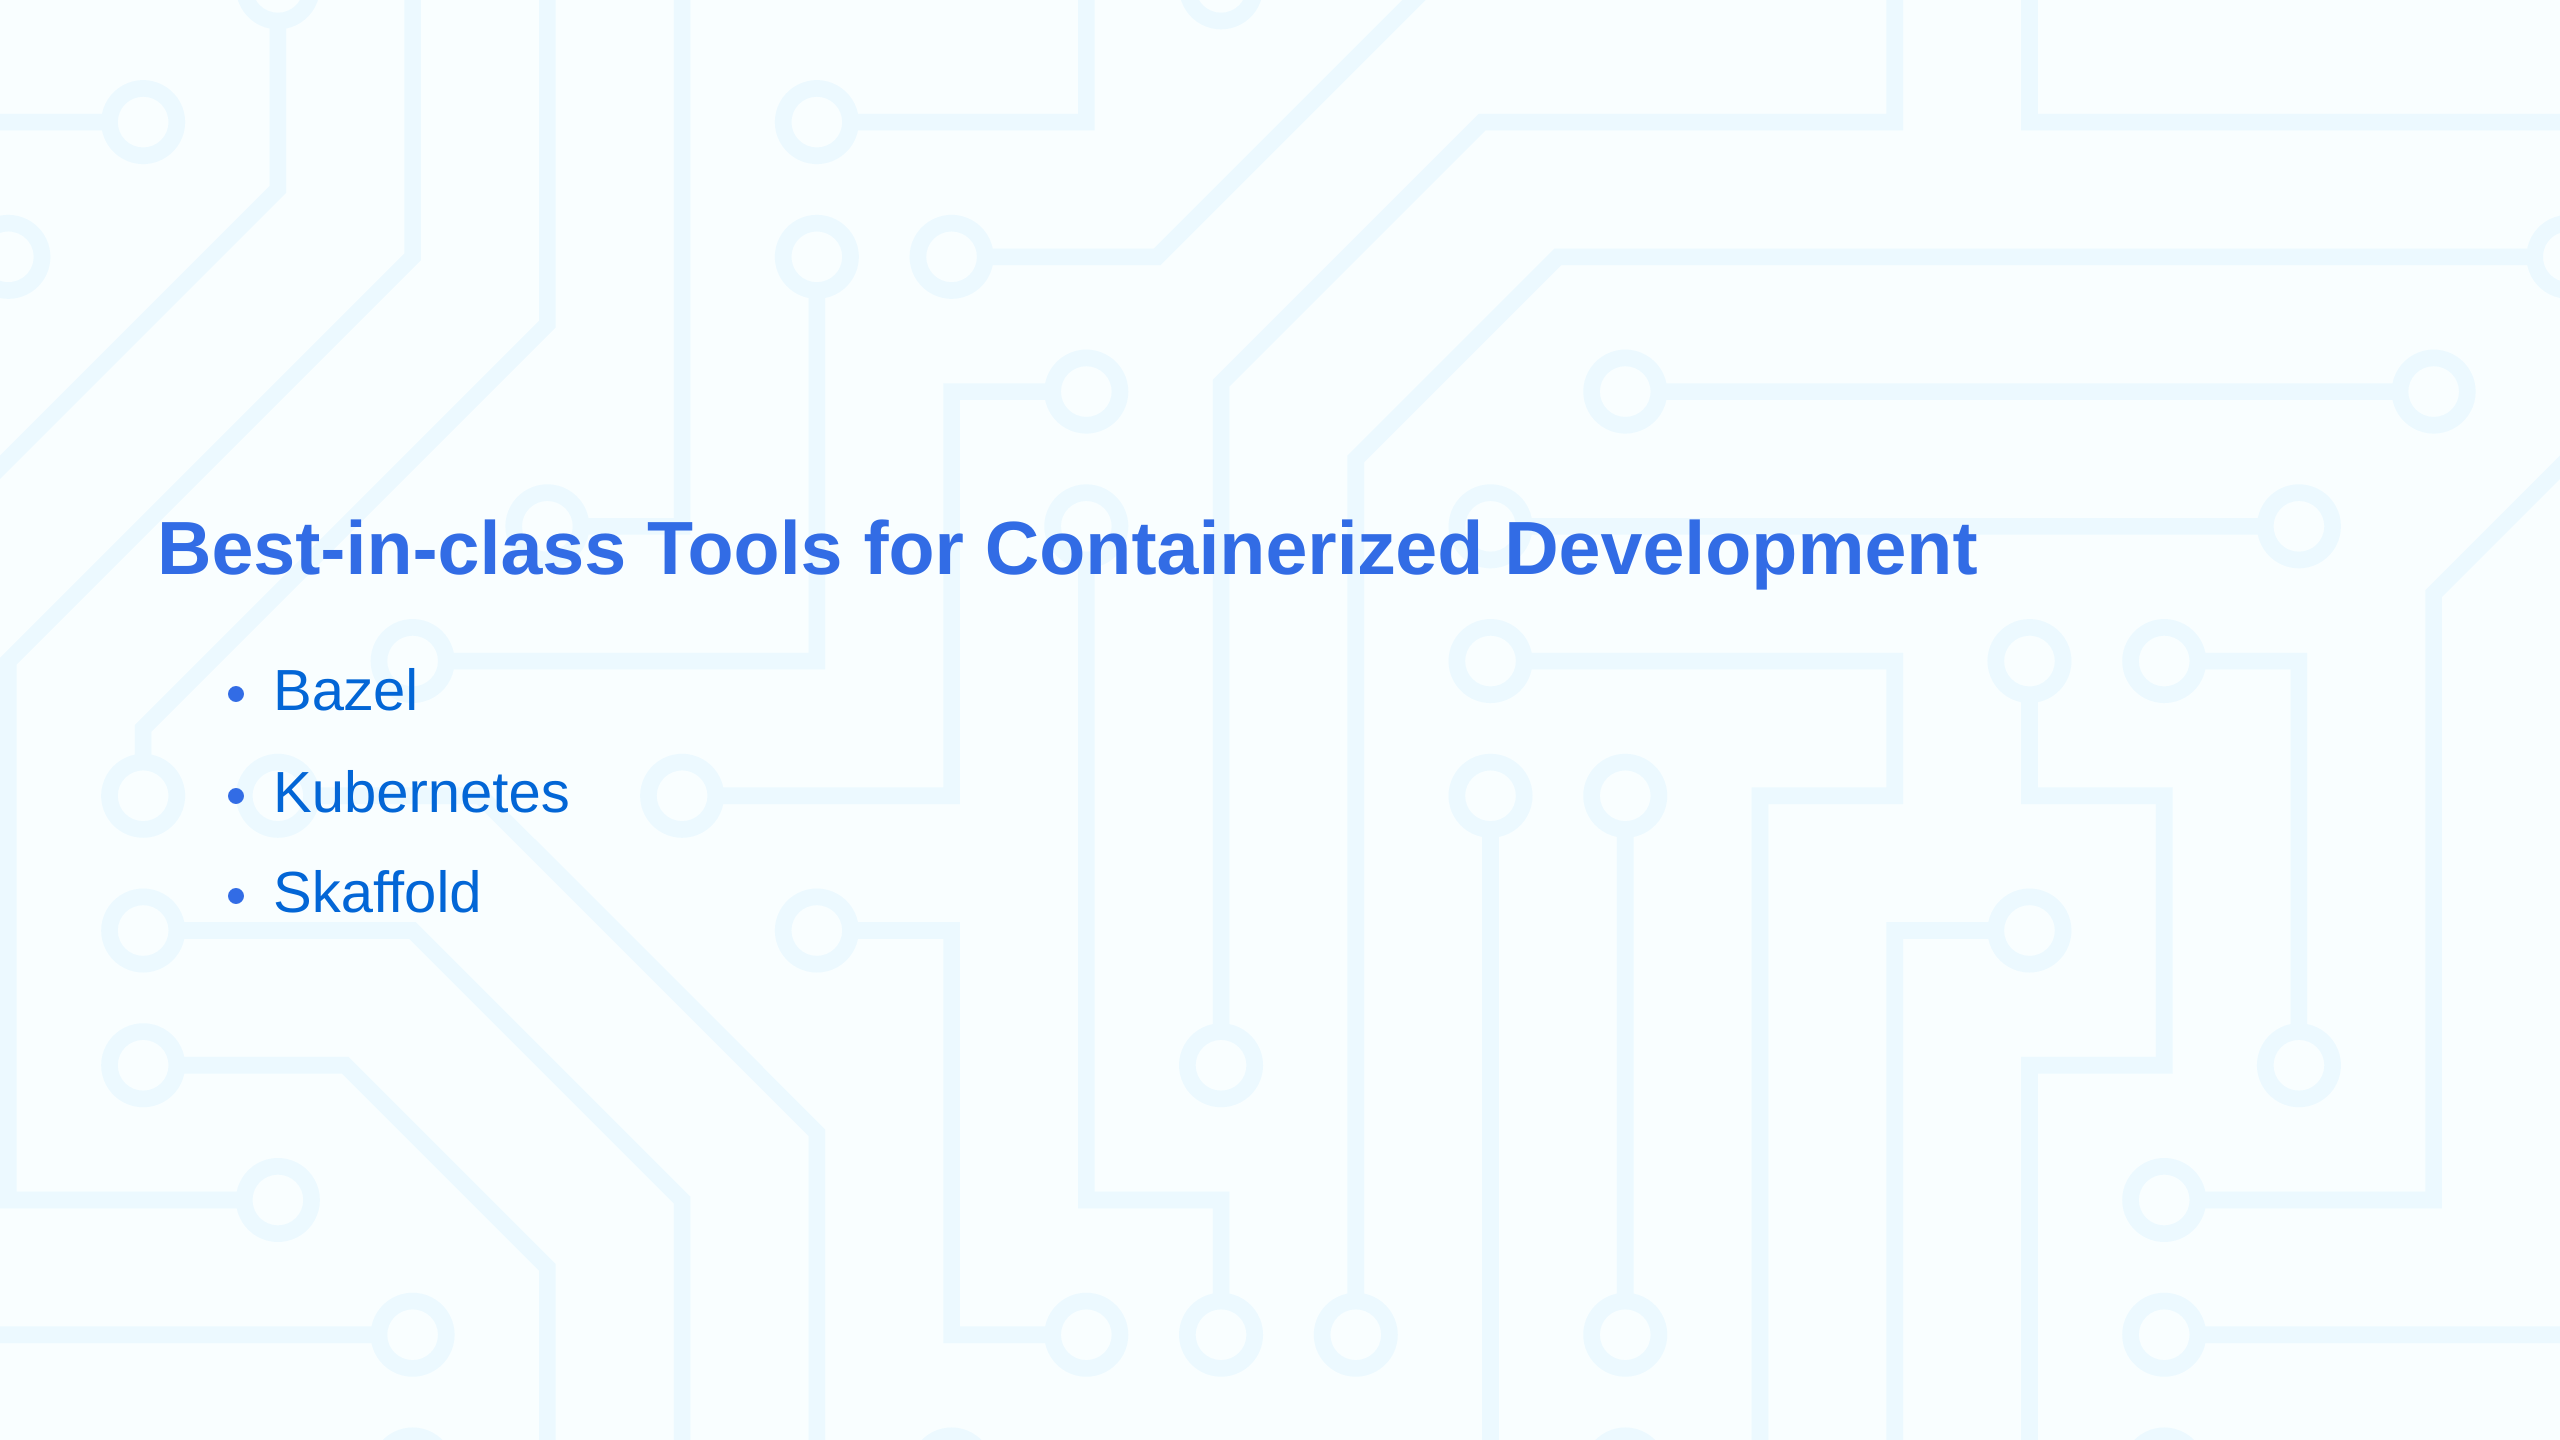 Best-in-class Tools for Containerized Development
• Bazel
• Kubernetes
• Skaffold